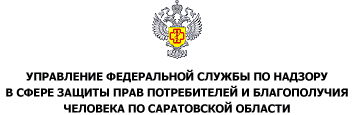 УПРАВЛЕНИЕ ФЕДЕРАЛЬНОЙ СЛУЖБЫ ПО НАДЗОРУ
В СФЕРЕ ЗАЩИТЫ ПРАВ ПОТРЕБИТЕЛЕЙ И БЛАГОПОЛУЧИЯ
ЧЕЛОВЕКА ПО САРАТОВСКОЙ ОБЛАСТИ